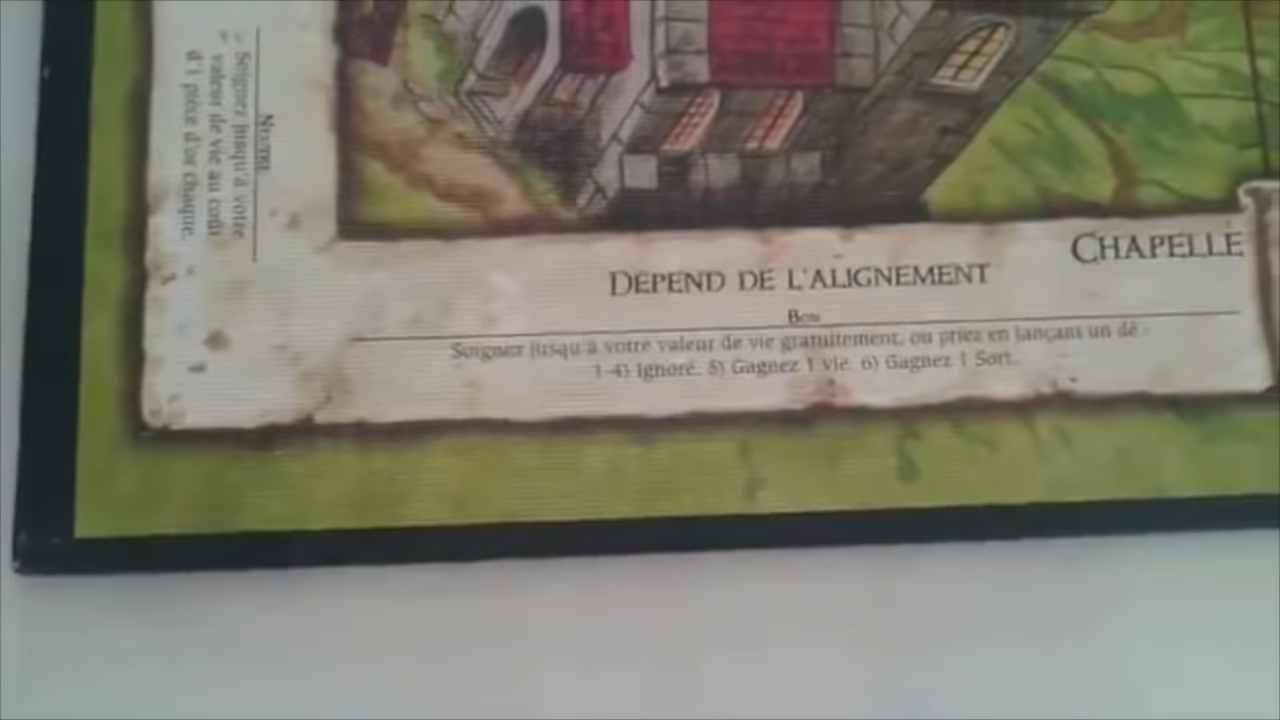 CHAPELLE
DEPEND DE L'ALIGNEMENT
BON
Soignez jusqu'à votre valeur de vie gratuitement, ou priez en lançant un dé -
1-4) Ignoré. 5) Gagnez 1 vie. 6) Gagnez 1 Sort.
NEUTRE
Soignez jusqu'à votre
valeur de vie au coût
d'1 pièce d'or chaque.